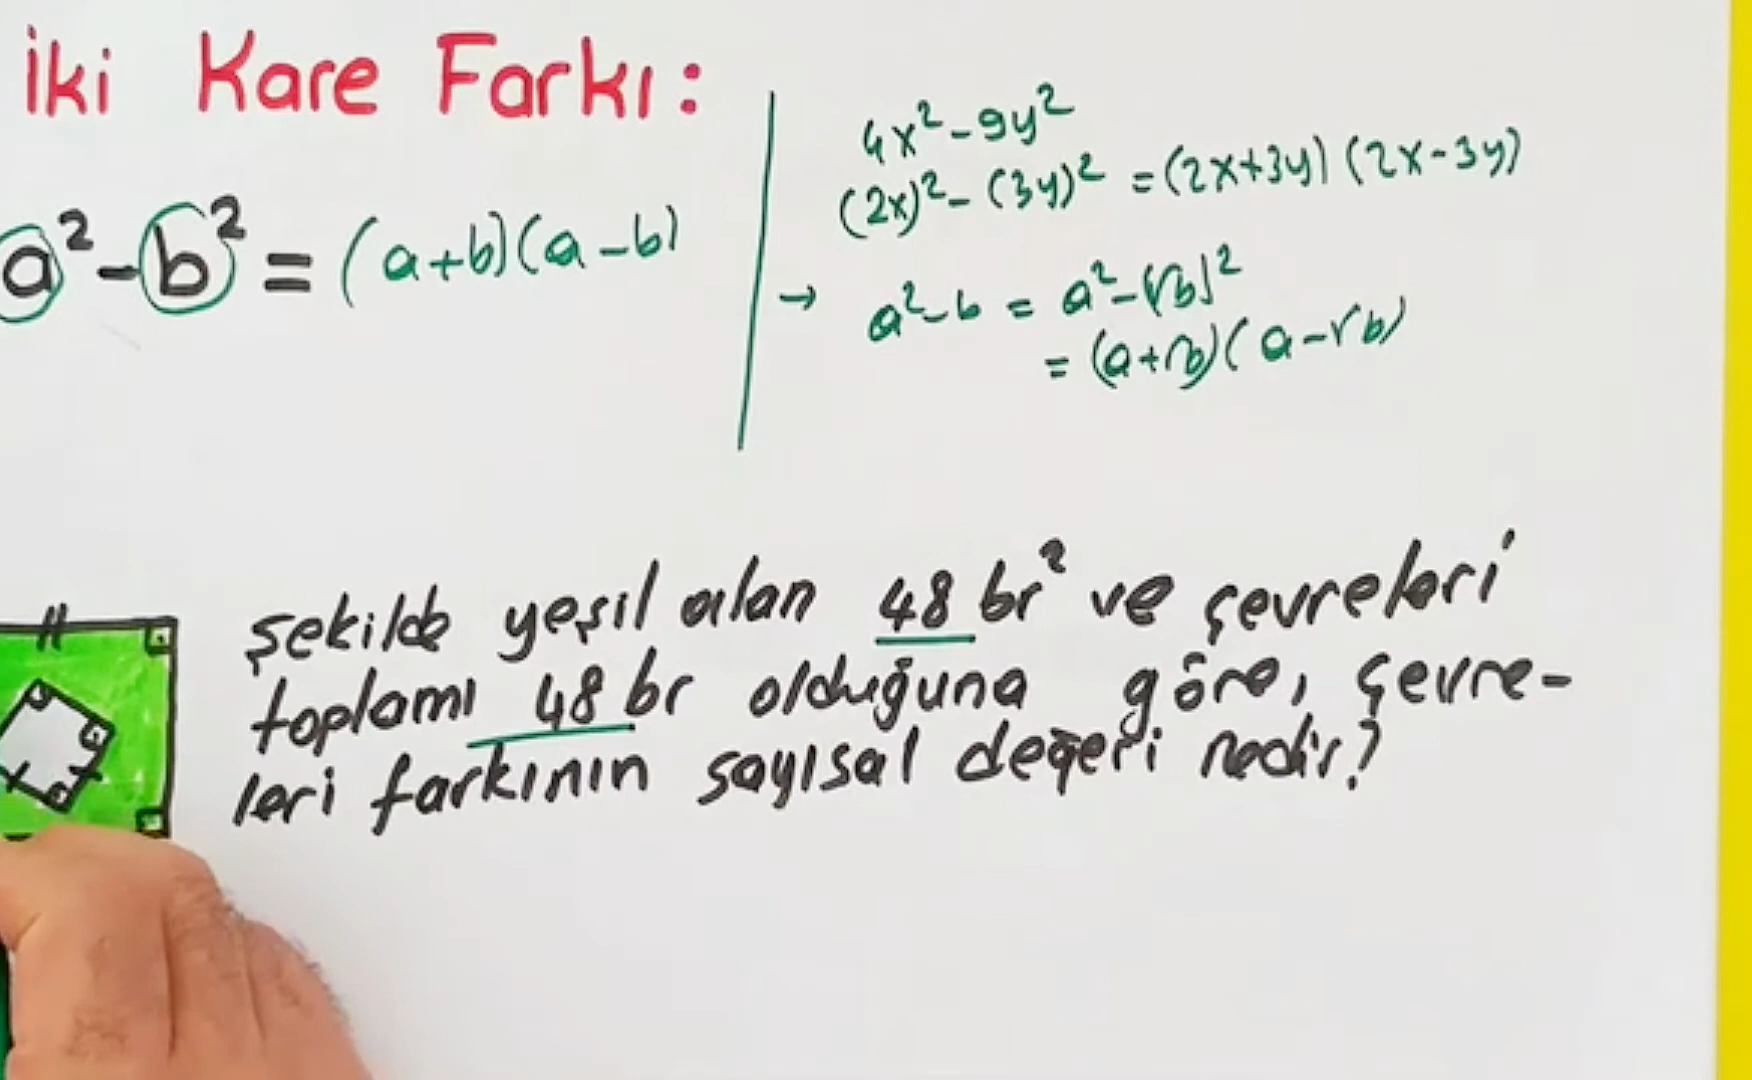 İki Kare Farkı:
a²-b² = (a+b)(a-b)
4x²-9y²
(2x)²-(3y)² = (2x+3y) (2x-3y)
→ a²-b = a²-(√b)²
= (a+√b)(a-√b)
Şekilde yeşil alan 48 br² ve çevreleri
toplamı 48 br olduğuna göre, çevre-
leri farkının sayısal değeri nedir?